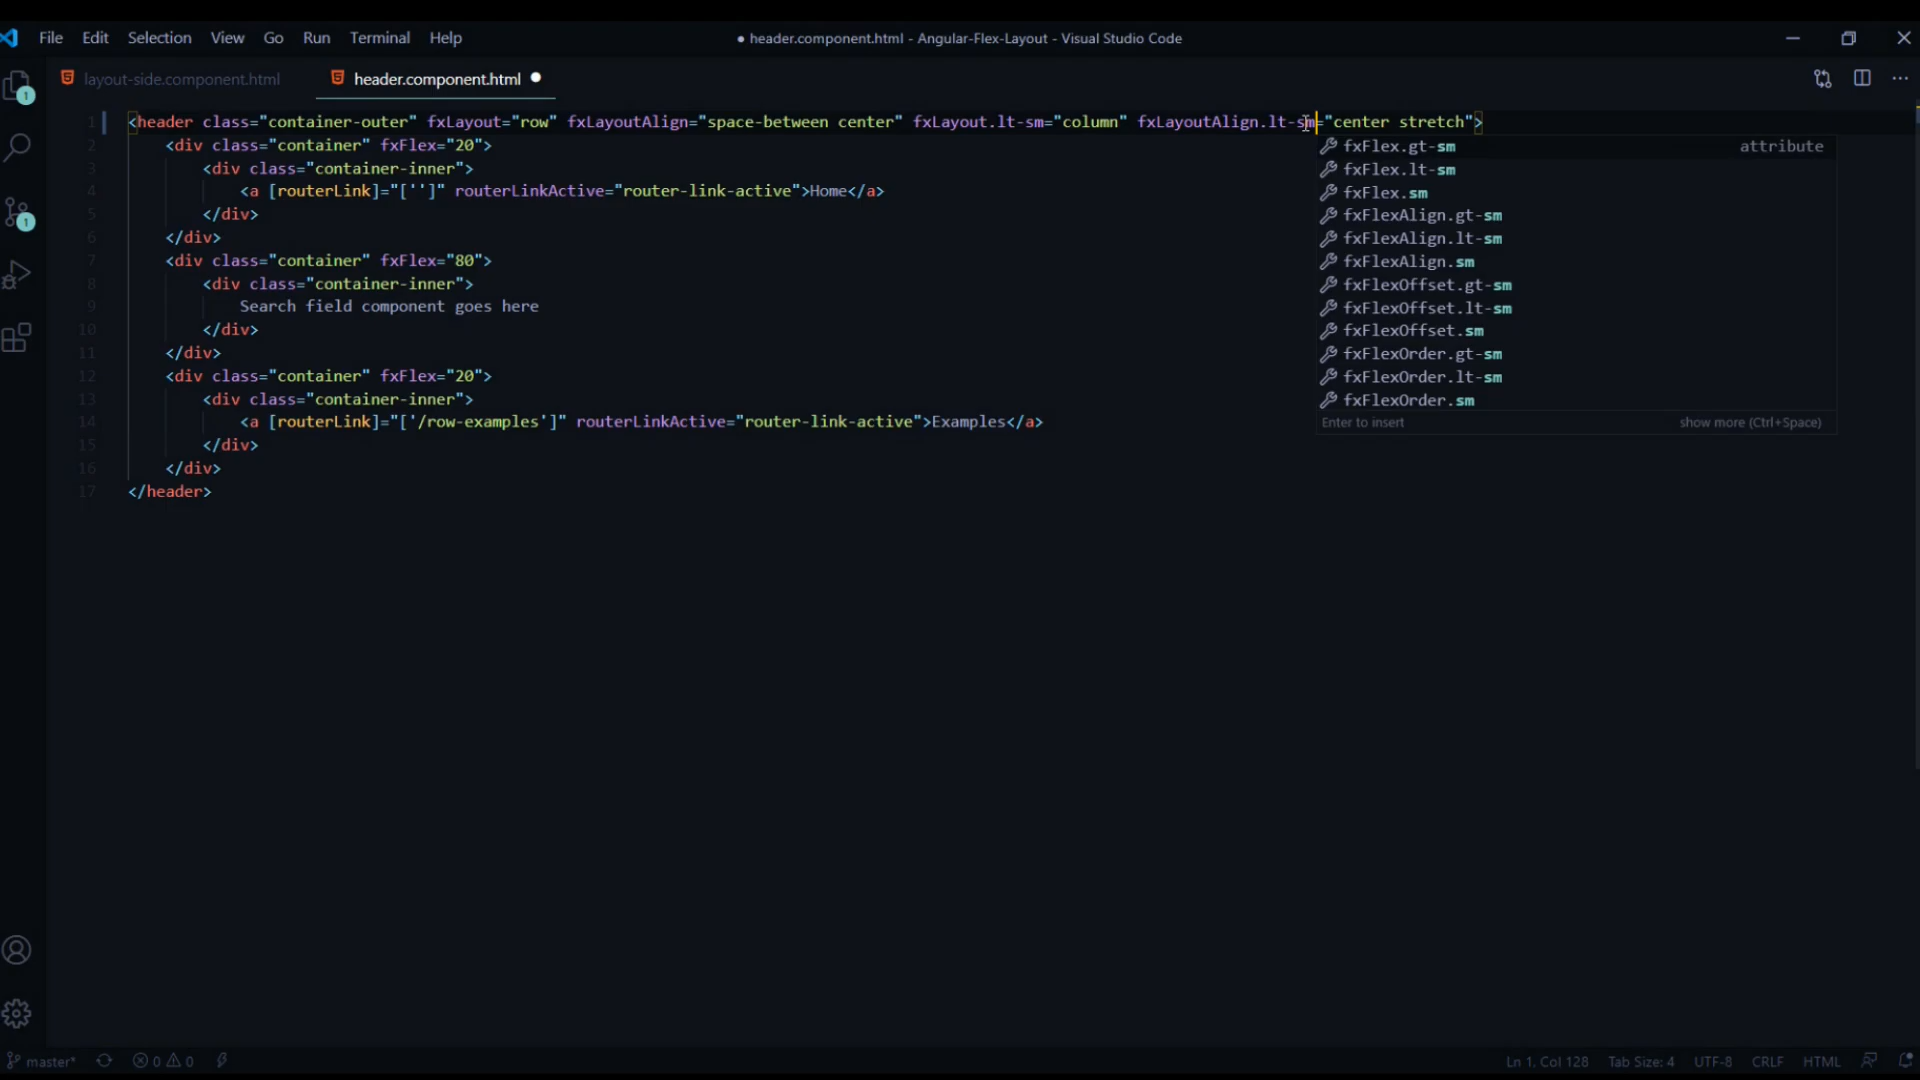 File Edit Selection View Go Run Terminal Help
● header.component.html - Angular-Flex-Layout - Visual Studio Code
layout-side.component.html
header.component.html ●
1 <header class="container-outer" fxLayout="row" fxLayoutAlign="space-between center" fxLayout.lt-sm="column" fxLayoutAlign.lt-sm="center stretch">
2 <div class="container" fxFlex="20">
3 <div class="container-inner">
4 <a [routerLink]="['']" routerLinkActive="router-link-active">Home</a>
5 </div>
6 </div>
7 <div class="container" fxFlex="80">
8 <div class="container-inner">
9 Search field component goes here
10 </div>
11 </div>
12 <div class="container" fxFlex="20">
13 <div class="container-inner">
14 <a [routerLink]="['/row-examples']" routerLinkActive="router-link-active">Examples</a>
15 </div>
16 </div>
17 </header>
fxFlex.gt-sm attribute
fxFlex.lt-sm
fxFlex.sm
fxFlexAlign.gt-sm
fxFlexAlign.lt-sm
fxFlexAlign.sm
fxFlexOffset.gt-sm
fxFlexOffset.lt-sm
fxFlexOffset.sm
fxFlexOrder.gt-sm
fxFlexOrder.lt-sm
fxFlexOrder.sm
Enter to insert show more (Ctrl+Space)
1
1
master* 0 0 Ln 1, Col 128 Tab Size: 4 UTF-8 CRLF HTML